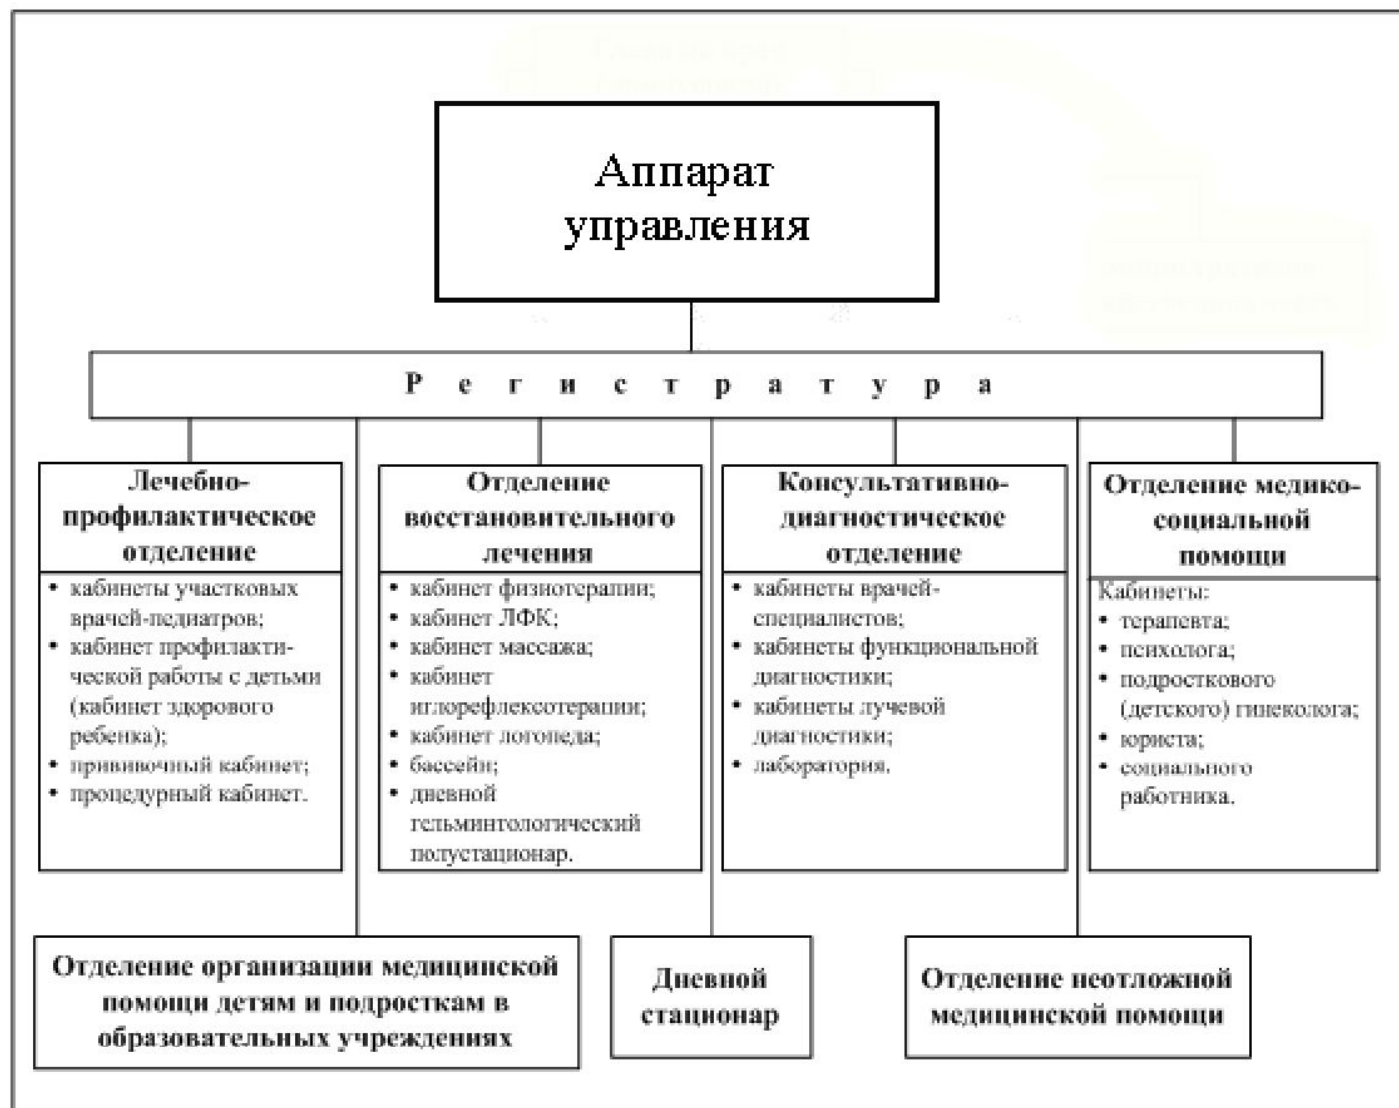 Аппарат
управления
Регистратура
Лечебно-
профилактическое
отделение
• кабинеты участковых
врачей-педиатров;
• кабинет профилакти-
ческой работы с детьми
(кабинет здорового
ребенка);
• прививочный кабинет;
• процедурный кабинет.
Отделение
восстановительного
лечения
• кабинет физиотерапии;
• кабинет ЛФК;
• кабинет массажа;
• кабинет
иглорефлексотерапии;
• кабинет логопеда;
• бассейн;
• дневной
гельминтологический
полустационар.
Консультативно-
диагностическое
отделение
• кабинеты врачей-
специалистов;
• кабинеты функциональной
диагностики;
• кабинеты лучевой
диагностики;
• лаборатория.
Отделение медико-
социальной
помощи
Кабинеты:
• терапевта;
• психолога;
• подросткового
(детского) гинеколога;
• юриста;
• социального
работника.
Отделение организации медицинской
помощи детям и подросткам в
образовательных учреждениях
Дневной
стационар
Отделение неотложной
медицинской помощи